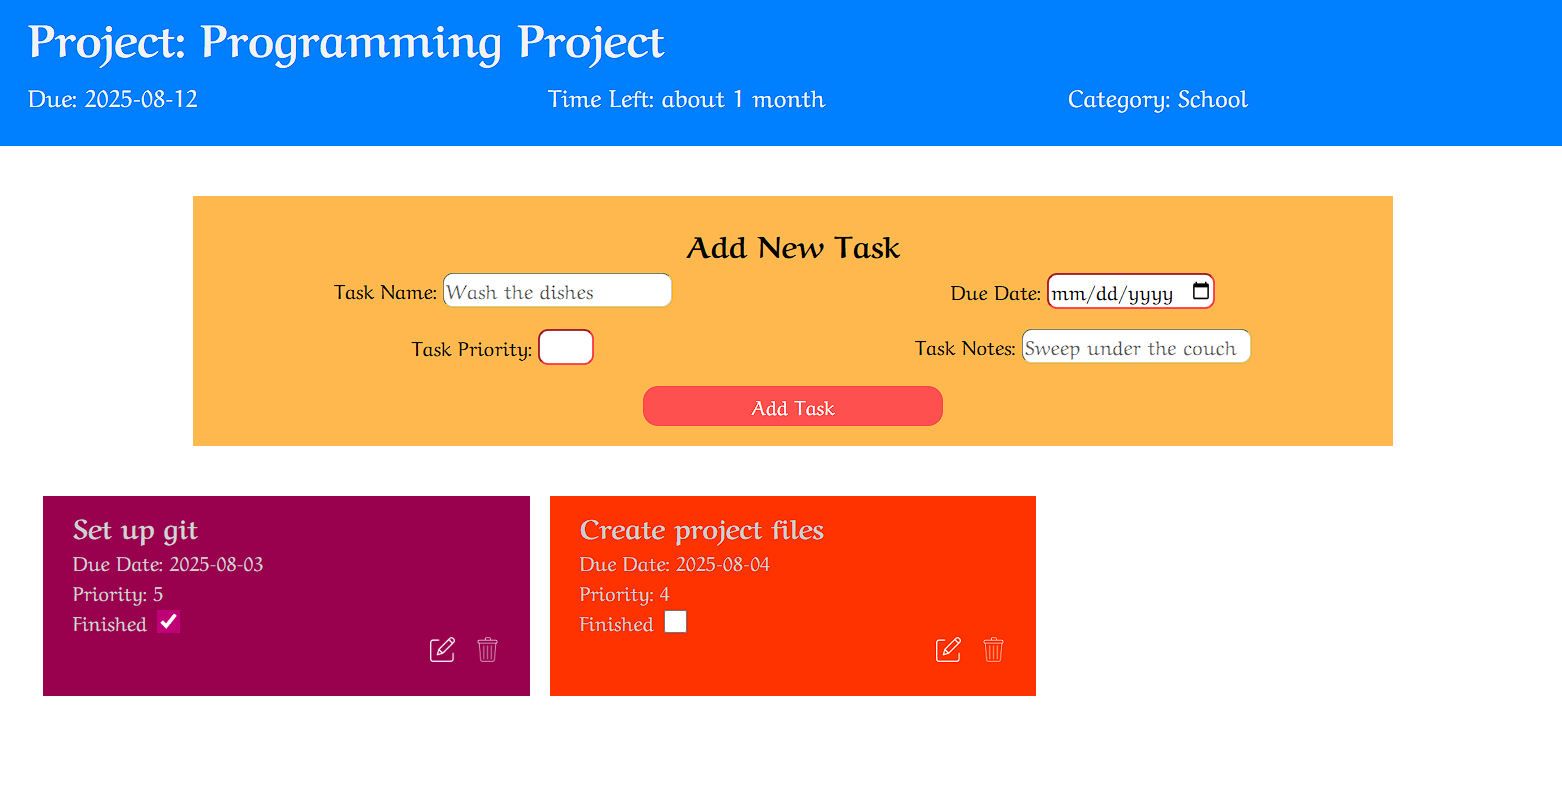 Project: Programming Project
Due: 2025-08-12 Time Left: about 1 month Category: School
Add New Task
Task Name: Wash the dishes Due Date: mm/dd/yyyy
Task Priority: Task Notes: Sweep under the couch
Add Task
Set up git
Due Date: 2025-08-03
Priority: 5
Finished
Create project files
Due Date: 2025-08-04
Priority: 4
Finished